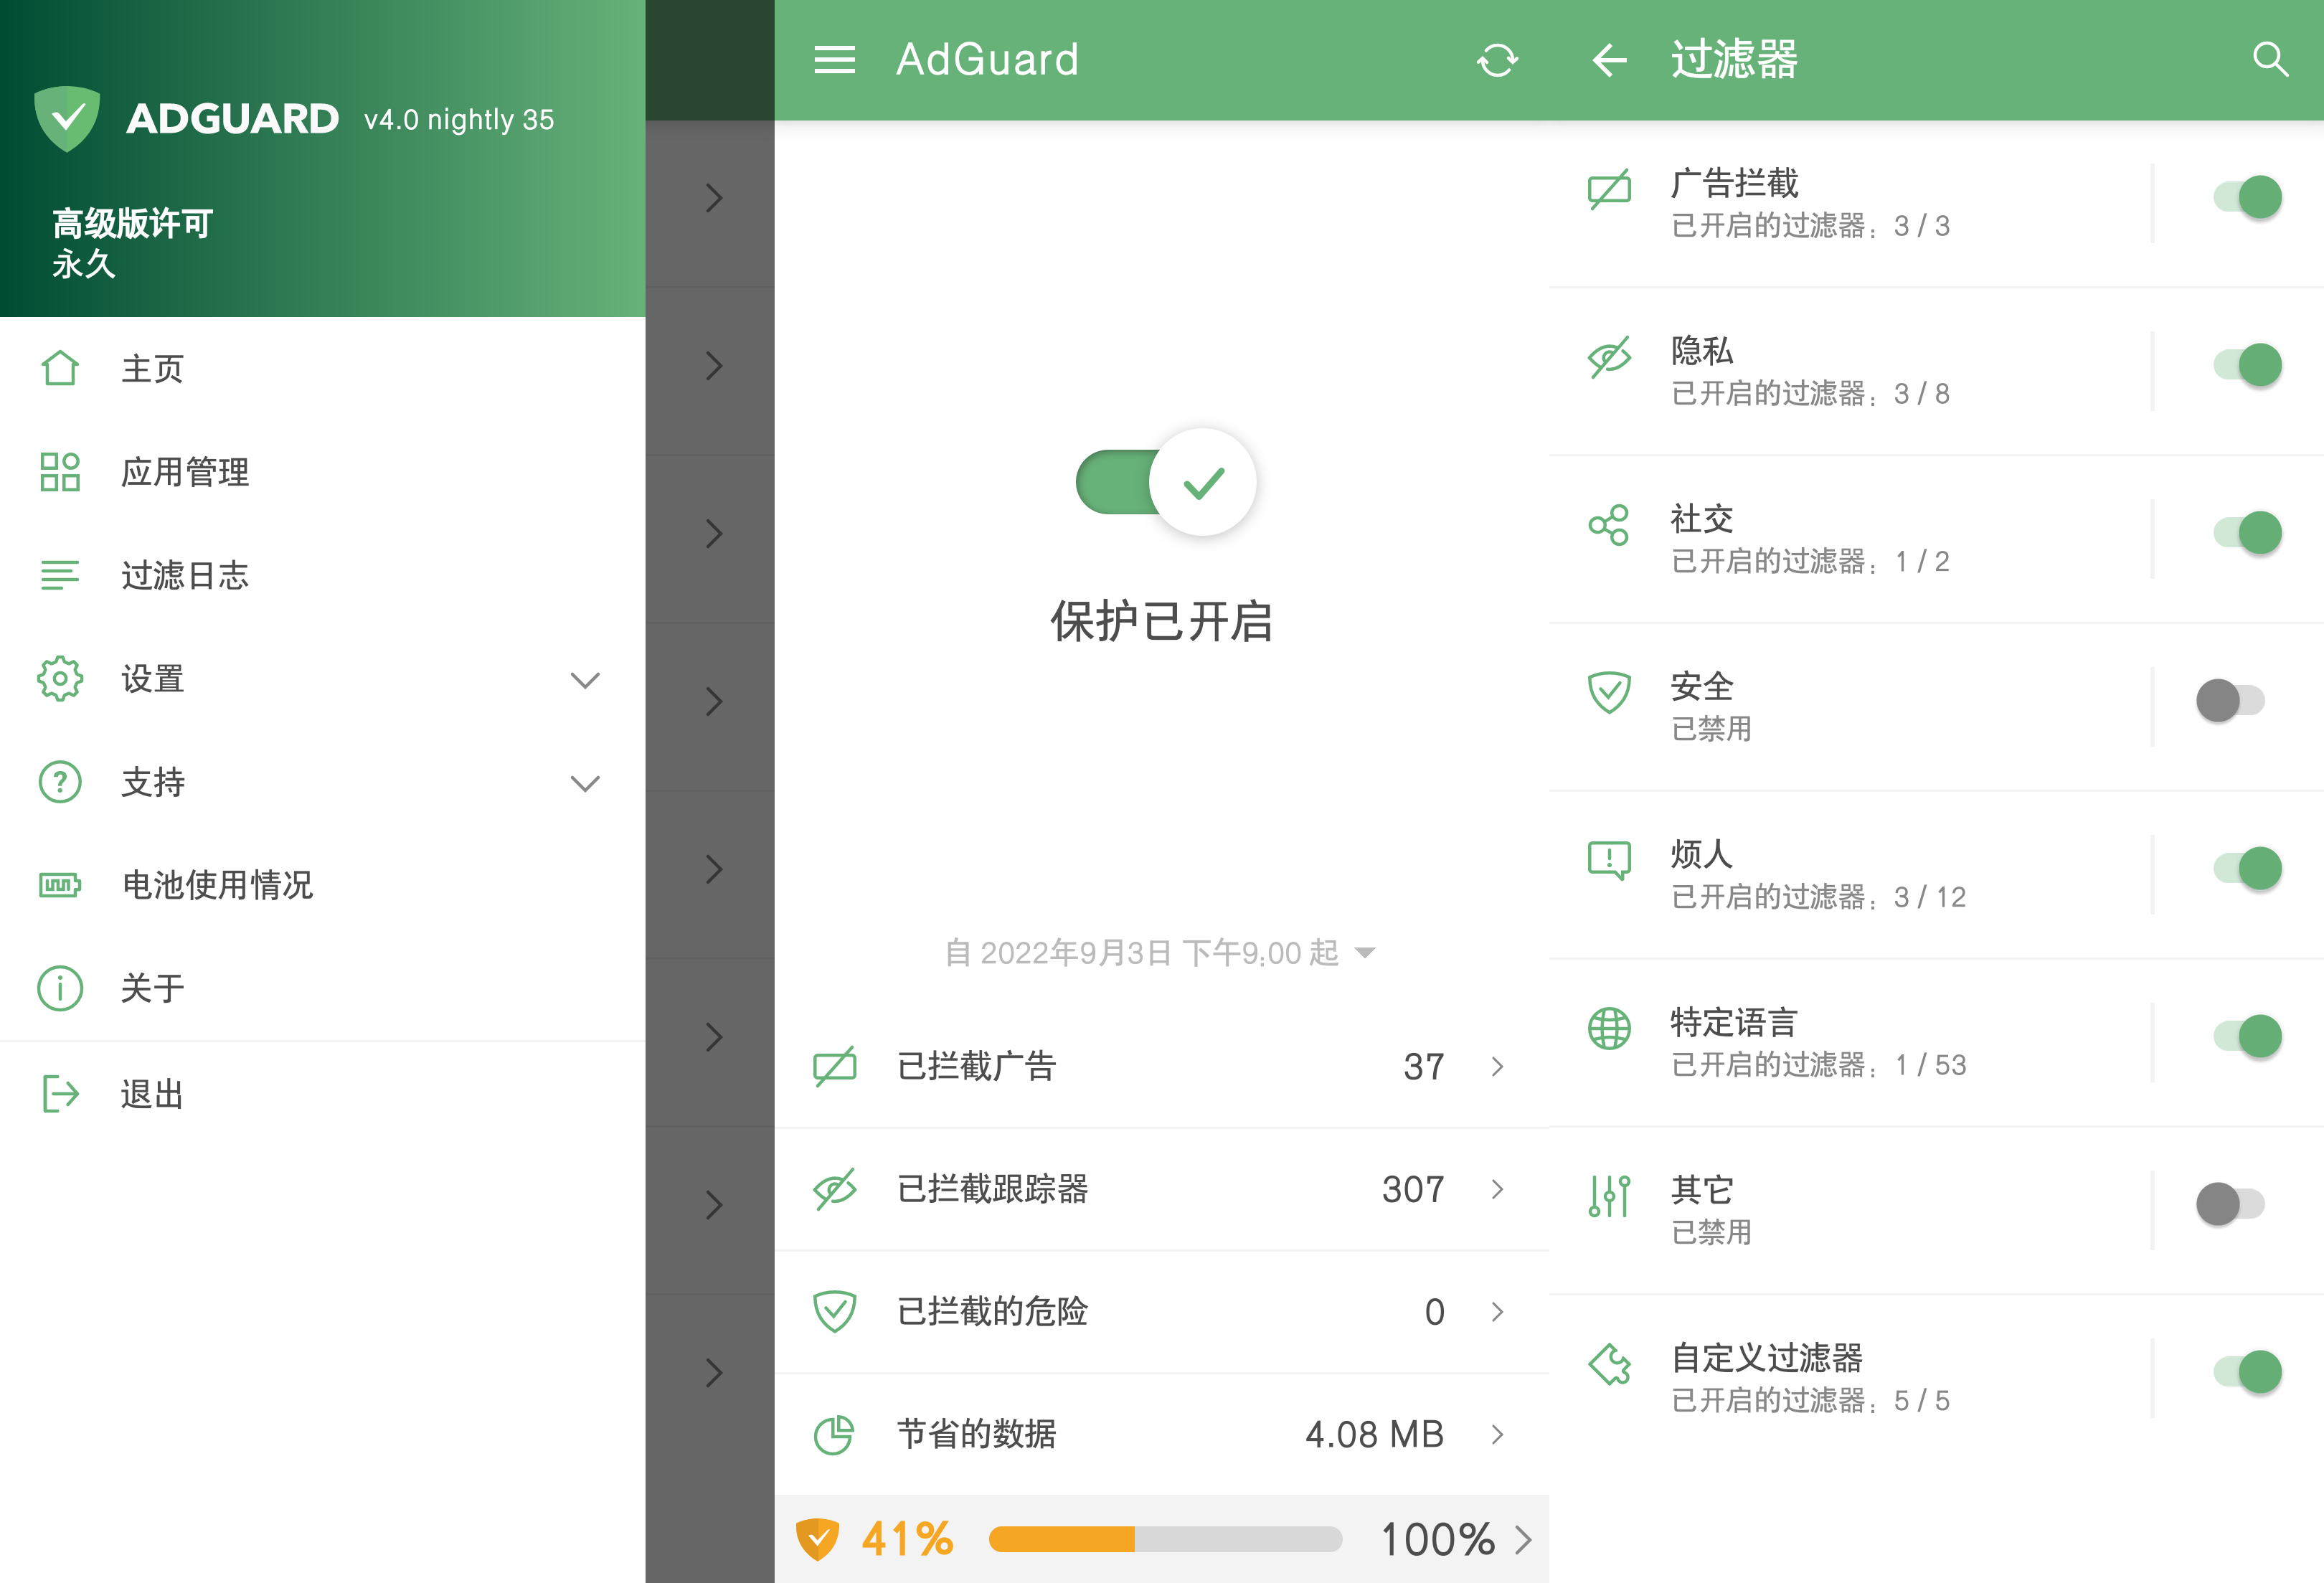 ADGUARD v4.0 nightly 35
高级版许可
永久
主页
应用管理
过滤日志
设置
支持
电池使用情况
关于
退出
AdGuard
保护已开启
自 2022年9月3日 下午9:00 起
已拦截广告 37
已拦截跟踪器 307
已拦截的危险 0
节省的数据 4.08 MB
41% 100%
过滤器
广告拦截
已开启的过滤器：3 / 3
隐私
已开启的过滤器：3 / 8
社交
已开启的过滤器：1 / 2
安全
已禁用
烦人
已开启的过滤器：3 / 12
特定语言
已开启的过滤器：1 / 53
其它
已禁用
自定义过滤器
已开启的过滤器：5 / 5